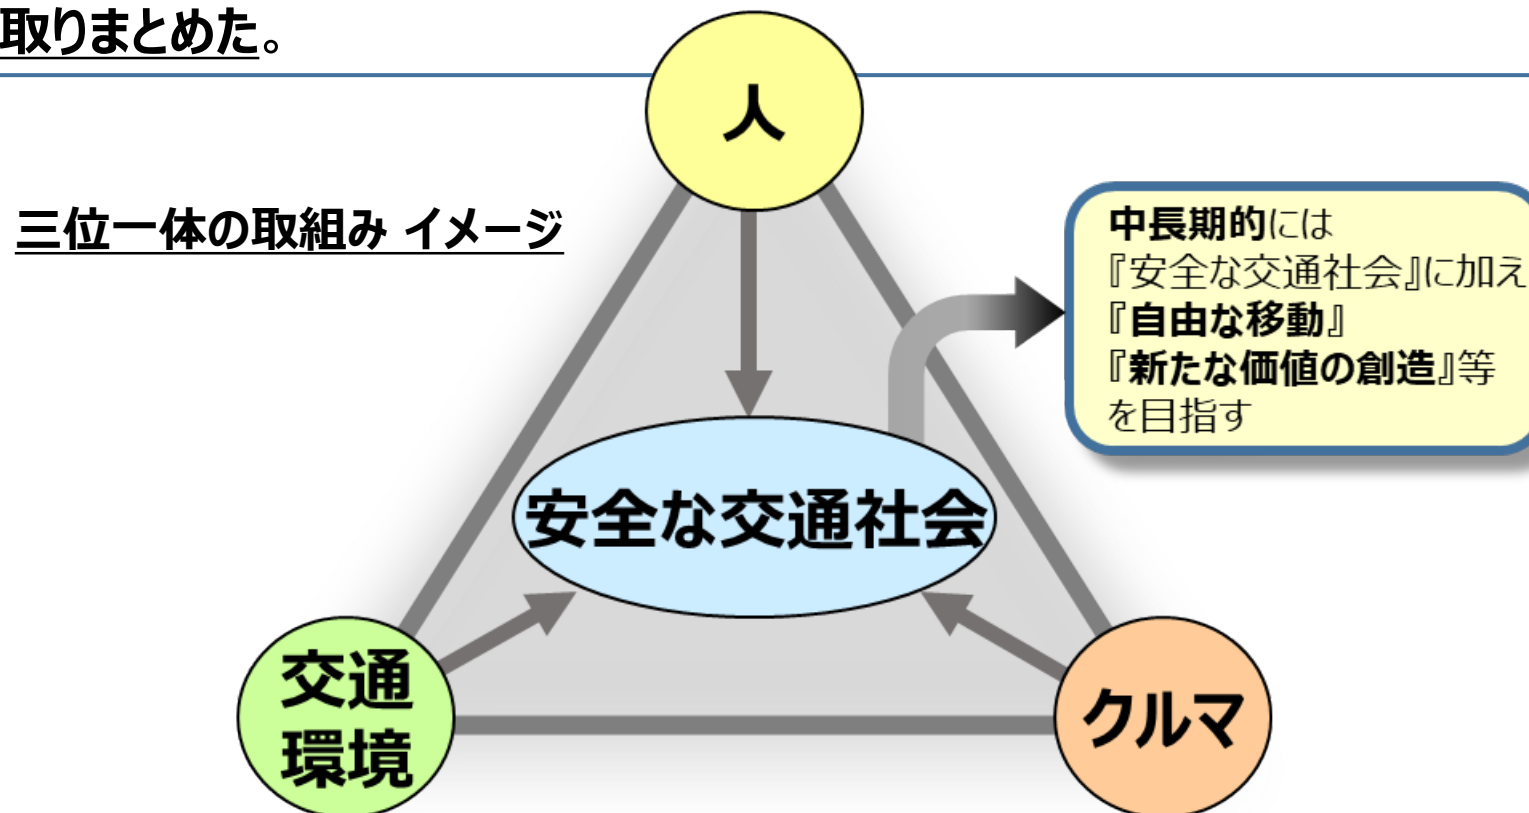 取りまとめた。
人
三位一体の取組み イメージ
中長期的には
『安全な交通社会』に加え
『自由な移動』
『新たな価値の創造』等
を目指す
安全な交通社会
交通
環境
クルマ